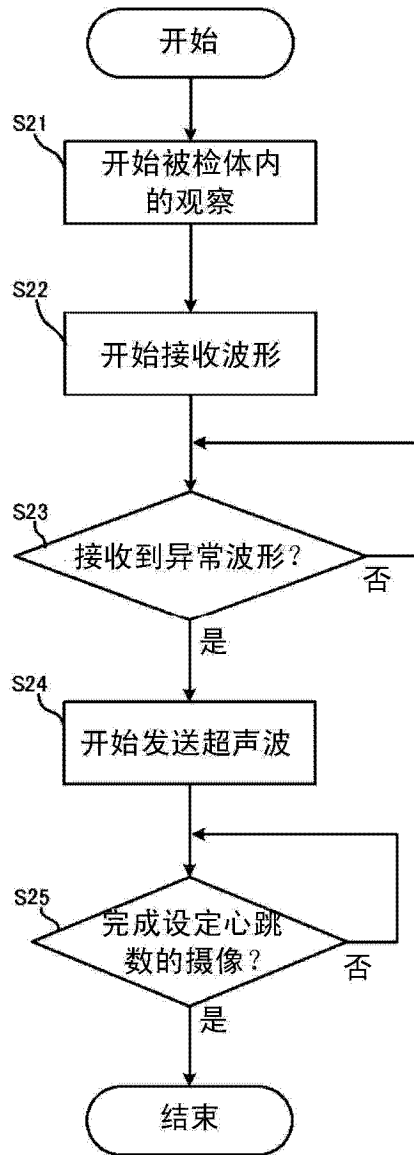 开始
S21
开始被检体内
的观察
S22
开始接收波形
S23
接收到异常波形?
否
是
S24
开始发送超声波
S25
完成设定心跳
数的摄像?
否
是
结束